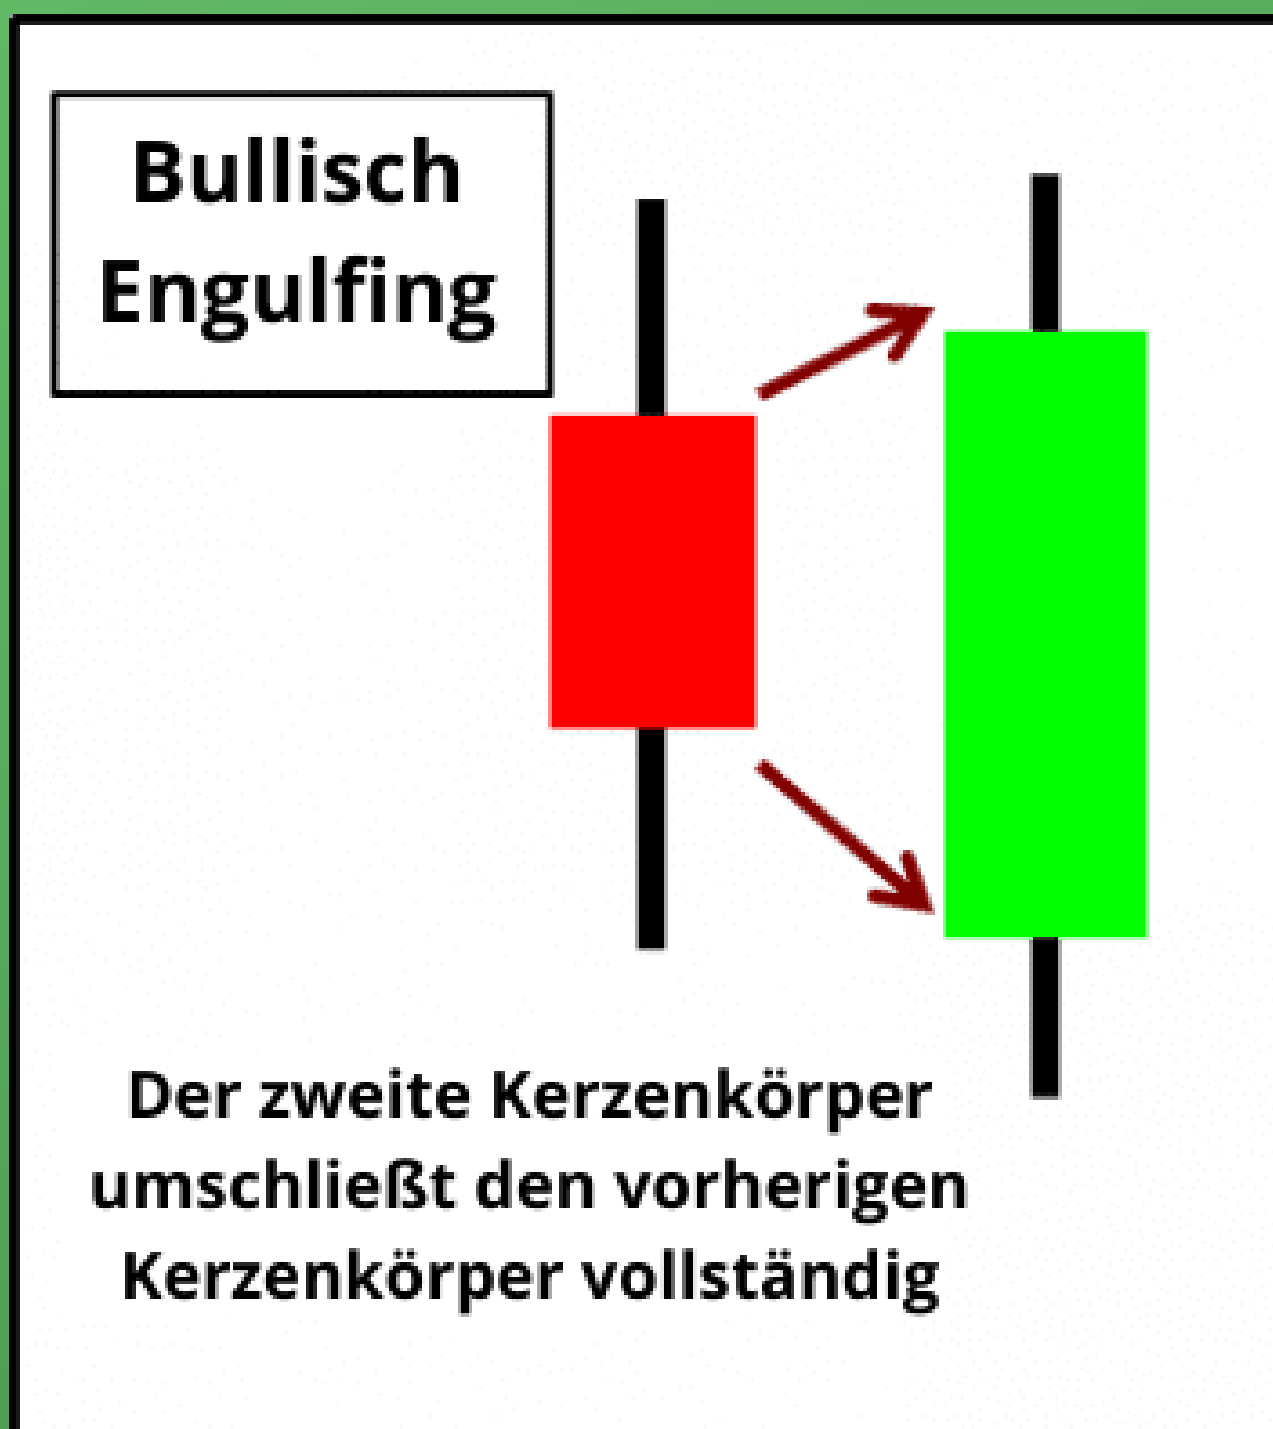 Bullisch
Engulfing
Der zweite Kerzenkörper
umschließt den vorherigen
Kerzenkörper vollständig